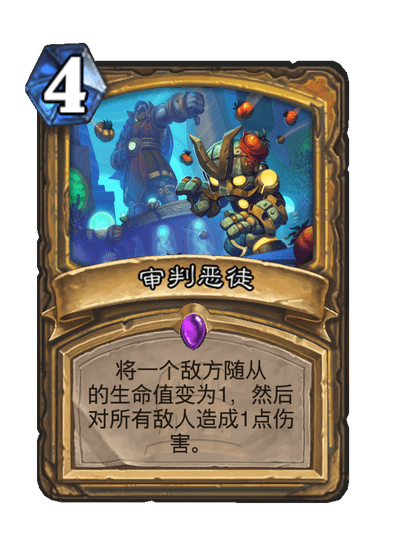 4
审判恶徒
将一个敌方随从
的生命值变为1，然后
对所有敌人造成1点伤
害。